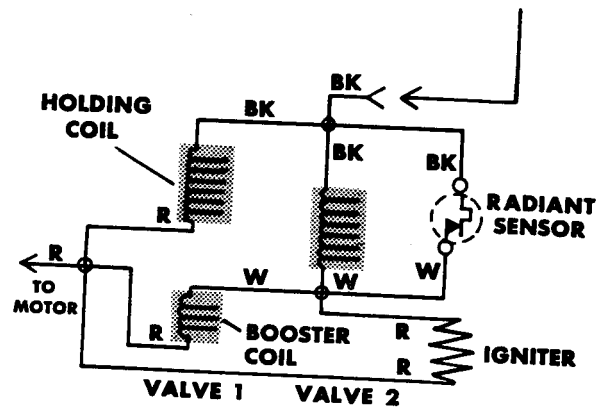 BK
HOLDING
COIL
BK
BK
BK
R
RADIANT
SENSOR
R
TO
MOTOR
W
W
W
R
BOOSTER
COIL
R
R
IGNITER
VALVE 1
VALVE 2